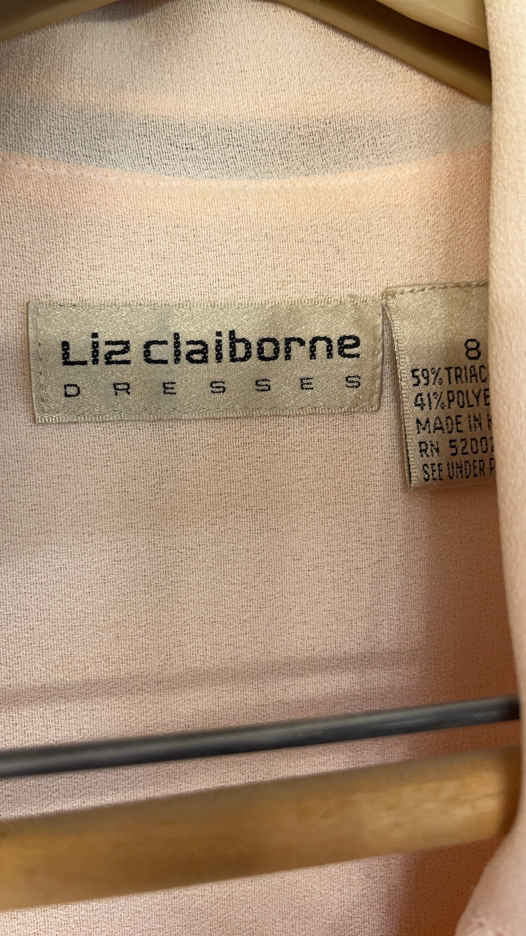 Liz claiborne
DRESSES
8
59% TRIAC
41% POLYE
MADE IN
RN 52002
SEE UNDER